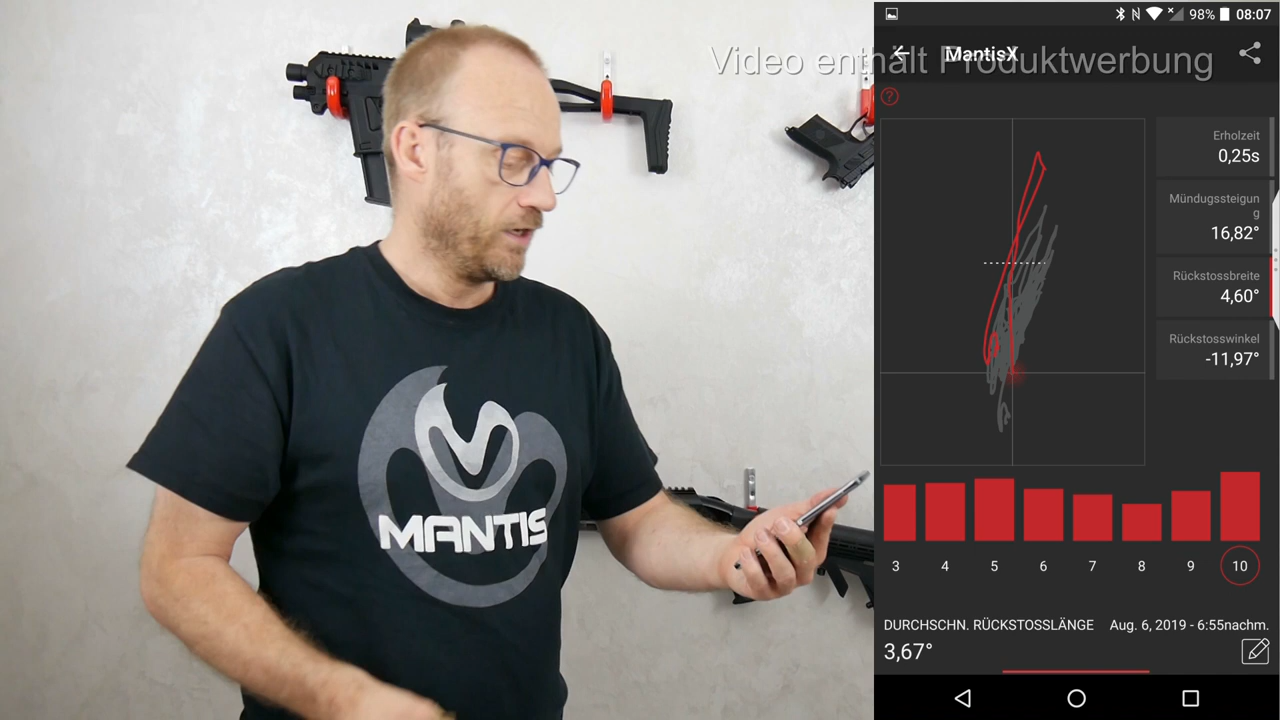 98% 08:07
Video enthält Produktwerbung
MantisX
?
Erholzeit
0,25s
Mündugssteigun
g
16,82°
Rückstossbreite
4,60°
Rückstosswinkel
-11,97°
MANTIS
3 4 5 6 7 8 9 10
DURCHSCHN. RÜCKSTOSSLÄNGE Aug. 6, 2019 - 6:55nachm.
3,67°